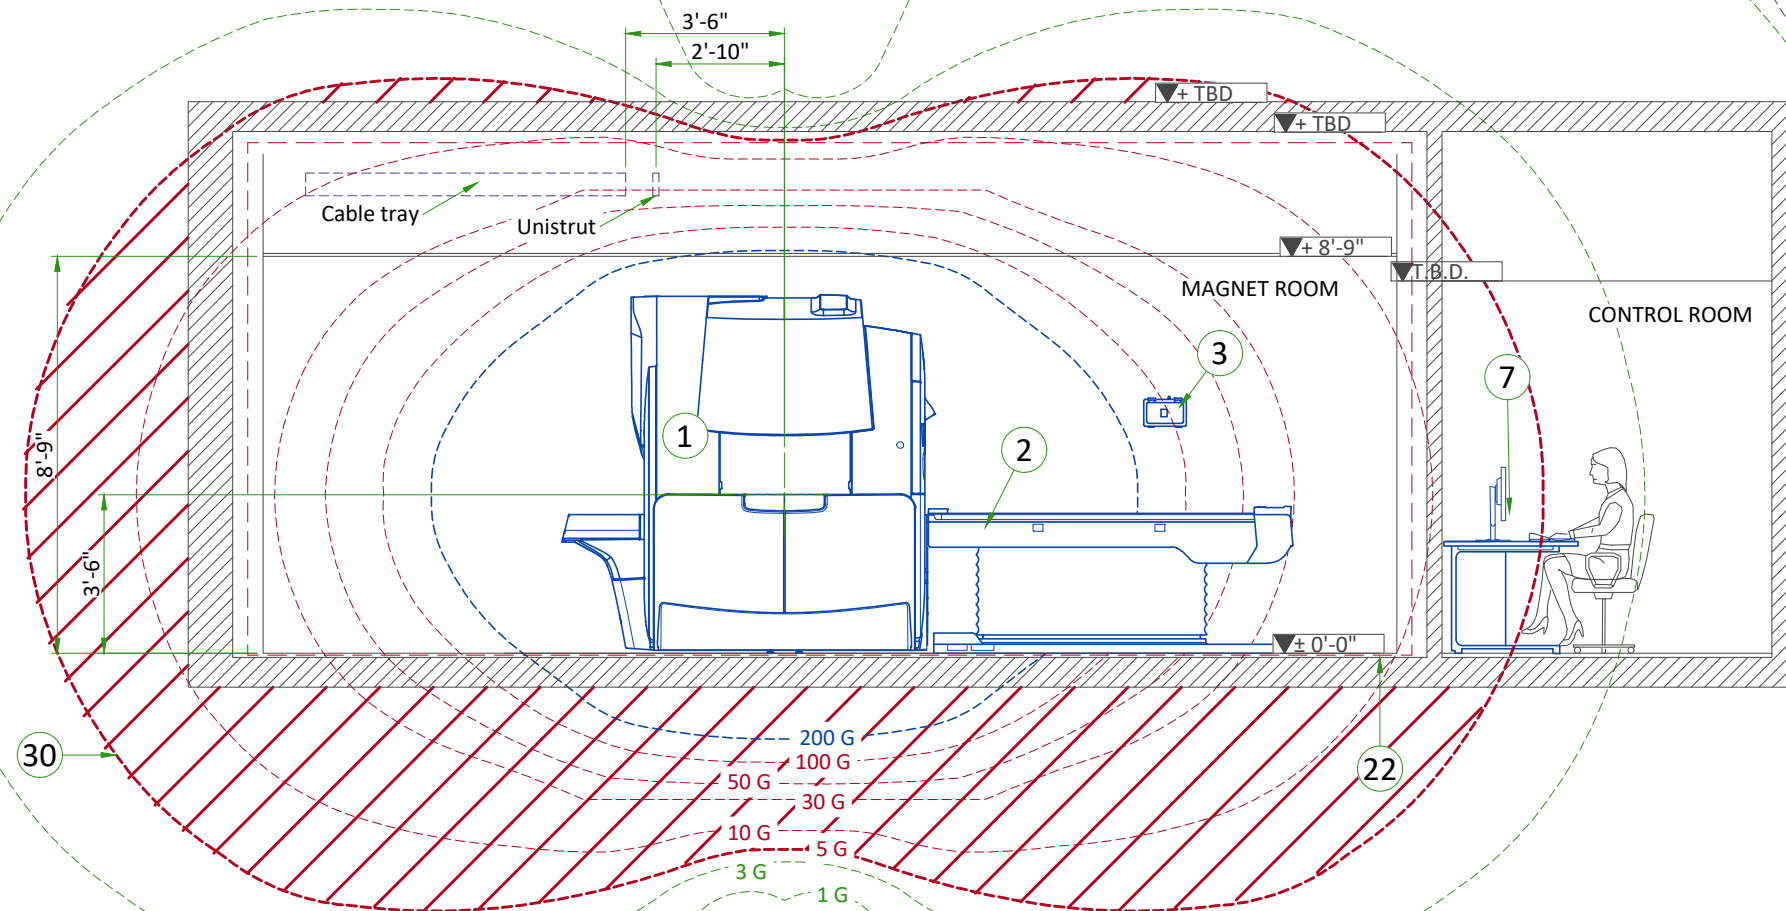 3'-6"
2'-10"
+ TBD
+ TBD
Cable tray
Unistrut
+ 8'-9"
T.B.D.
MAGNET ROOM
CONTROL ROOM
3
7
1
2
8'-9"
3'-6"
± 0'-0"
30
22
200 G
100 G
50 G
30 G
10 G
5 G
3 G
1 G